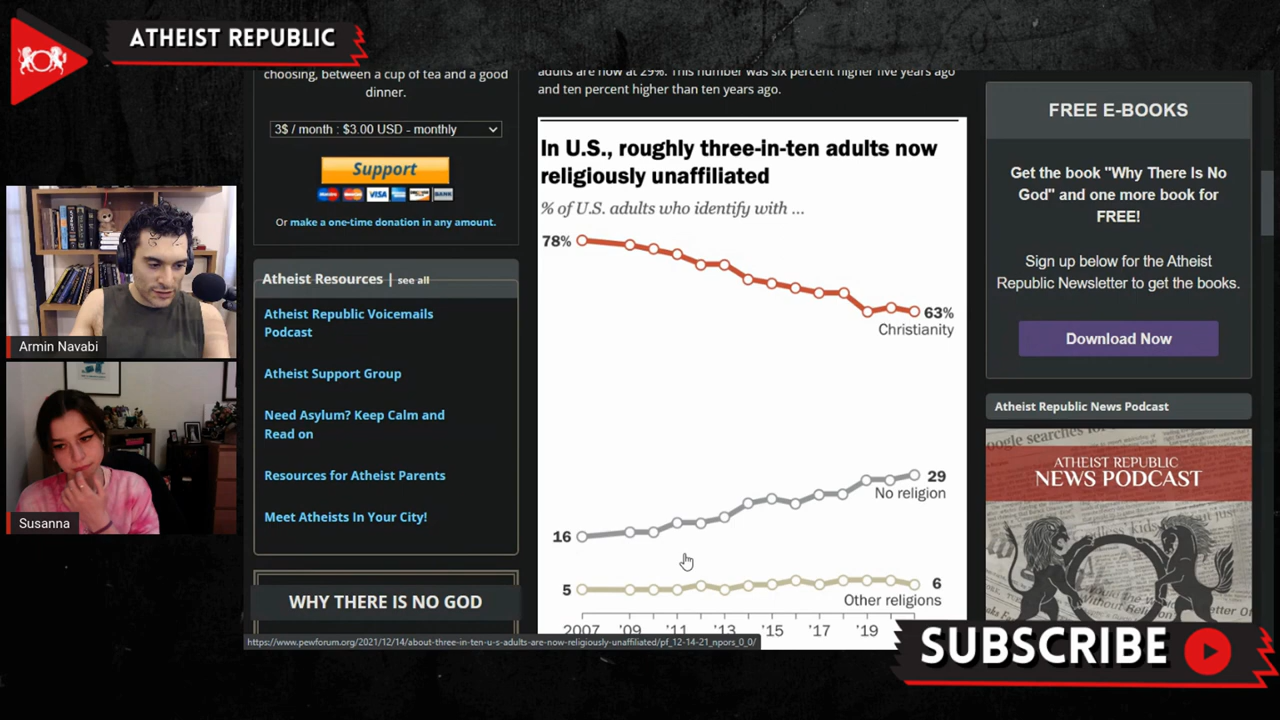 ATHEIST REPUBLIC
choosing, between a cup of tea and a good
dinner.
3$ / month : $3.00 USD - monthly
Support
VISA
BANK
Or make a one-time donation in any amount.
Atheist Resources | see all
Atheist Republic Voicemails
Podcast
Atheist Support Group
Need Asylum? Keep Calm and
Read on
Resources for Atheist Parents
Meet Atheists In Your City!
WHY THERE IS NO GOD
Armin Navabi
Susanna
adults are now at 29%. This number was six percent higher five years ago
and ten percent higher than ten years ago.
In U.S., roughly three-in-ten adults now
religiously unaffiliated
% of U.S. adults who identify with ...
78%
63%
Christianity
29
No religion
16
5
6
Other religions
2007 '09 '11 '13 '15 '17 '19
https://www.pewforum.org/2021/12/14/about-three-in-ten-u-s-adults-are-now-religiously-unaffiliated/pf_12-14-21_npors_0_0/
FREE E-BOOKS
Get the book "Why There Is No
God" and one more book for
FREE!
Sign up below for the Atheist
Republic Newsletter to get the books.
Download Now
Atheist Republic News Podcast
ATHEIST REPUBLIC
NEWS PODCAST
SUBSCRIBE